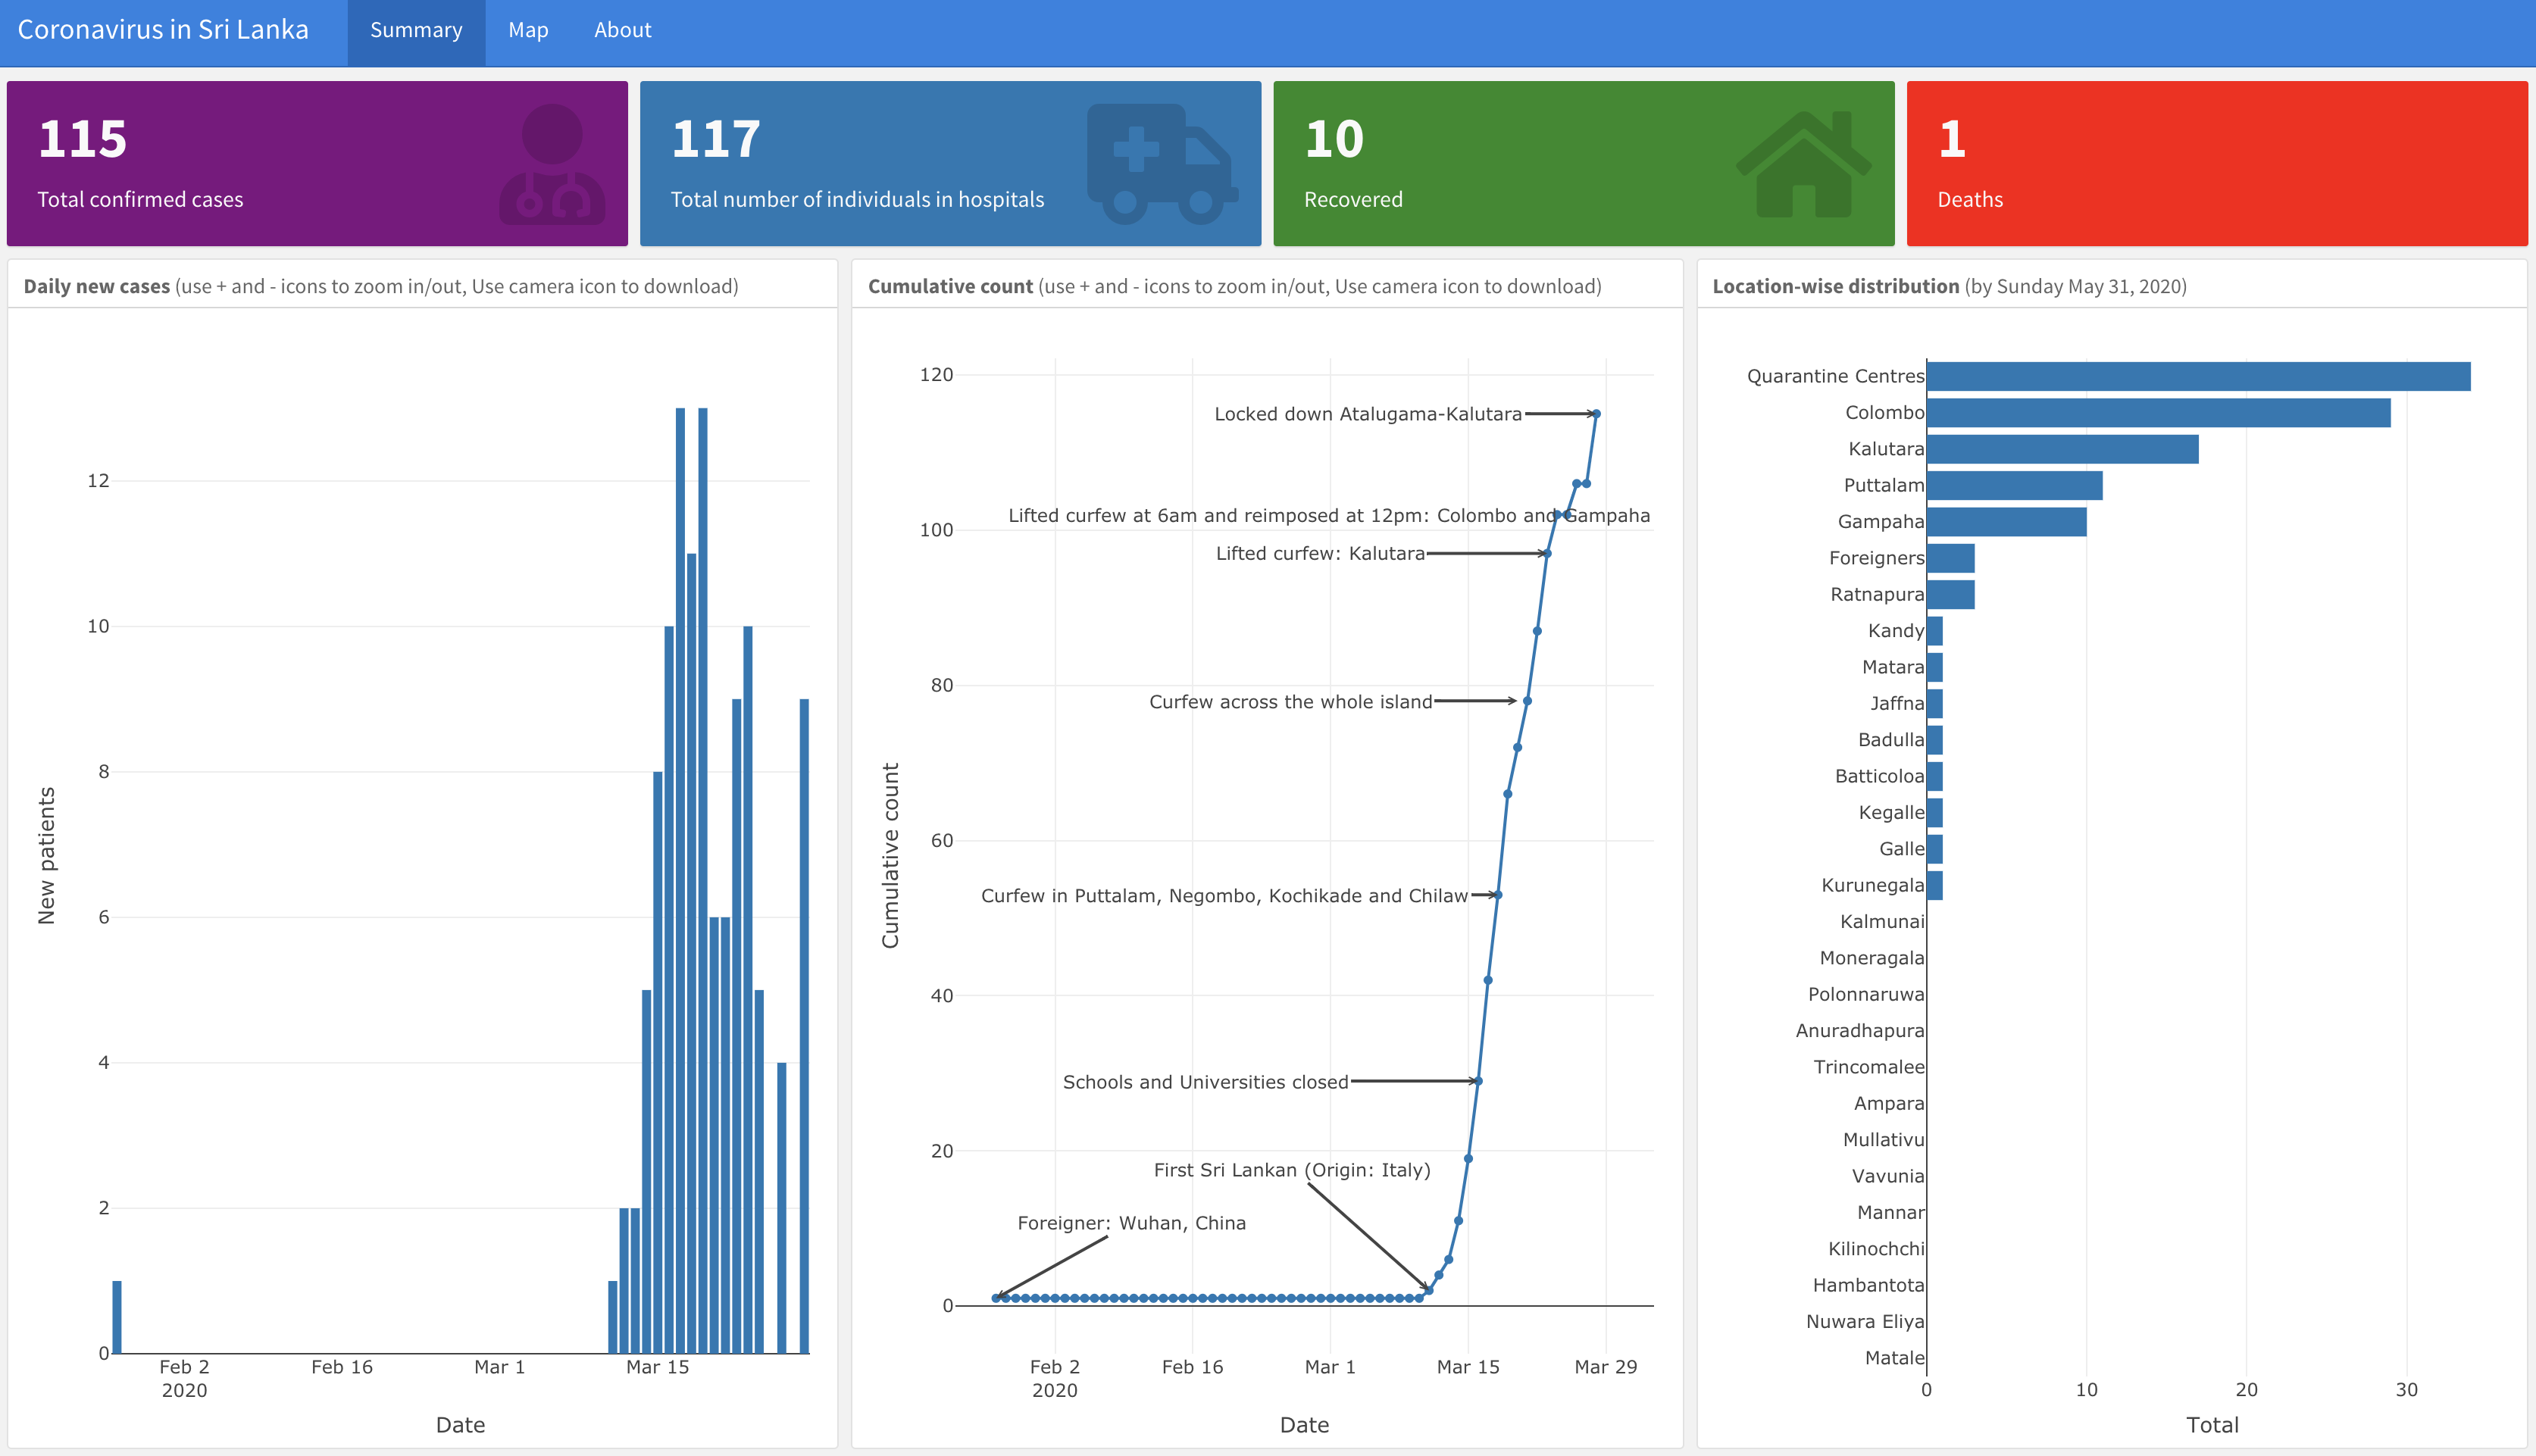 Coronavirus in Sri Lanka
Summary
Map
About
115
Total confirmed cases
117
Total number of individuals in hospitals
10
Recovered
1
Deaths
Daily new cases (use + and - icons to zoom in/out, Use camera icon to download)
12
10
8
6
4
2
0
New patients
Feb 2
2020
Feb 16
Mar 1
Mar 15
Date
Cumulative count (use + and - icons to zoom in/out, Use camera icon to download)
120
100
80
60
40
20
0
Cumulative count
Locked down Atalugama-Kalutara
Lifted curfew at 6am and reimposed at 12pm: Colombo and Gampaha
Lifted curfew: Kalutara
Curfew across the whole island
Curfew in Puttalam, Negombo, Kochikade and Chilaw
Schools and Universities closed
First Sri Lankan (Origin: Italy)
Foreigner: Wuhan, China
Feb 2
2020
Feb 16
Mar 1
Mar 15
Mar 29
Date
Location-wise distribution (by Sunday May 31, 2020)
Quarantine Centres
Colombo
Kalutara
Puttalam
Gampaha
Foreigners
Ratnapura
Kandy
Matara
Jaffna
Badulla
Batticoloa
Kegalle
Galle
Kurunegala
Kalmunai
Moneragala
Polonnaruwa
Anuradhapura
Trincomalee
Ampara
Mullativu
Vavunia
Mannar
Kilinochchi
Hambantota
Nuwara Eliya
Matale
0
10
20
30
Total